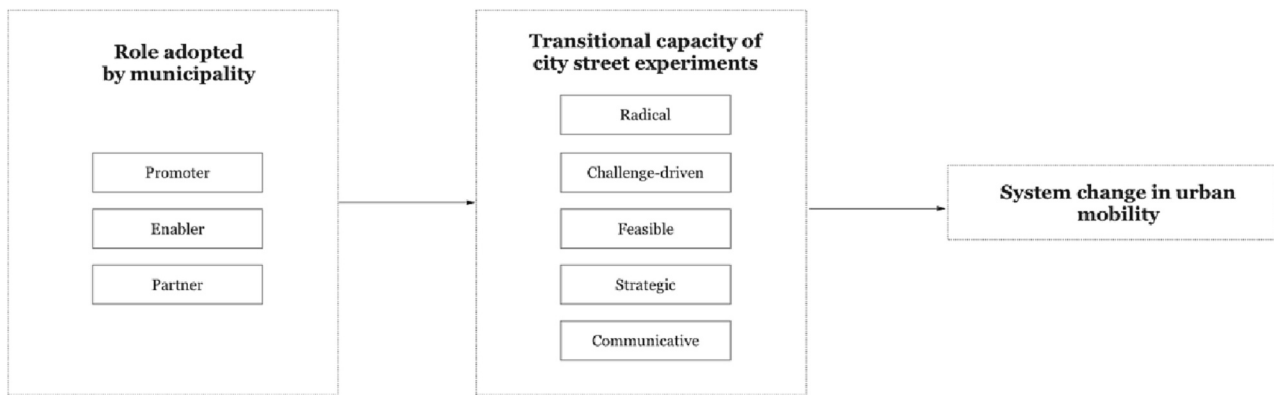 Role adopted
by municipality
Promoter
Enabler
Partner
Transitional capacity of
city street experiments
Radical
Challenge-driven
Feasible
Strategic
Communicative
System change in urban
mobility